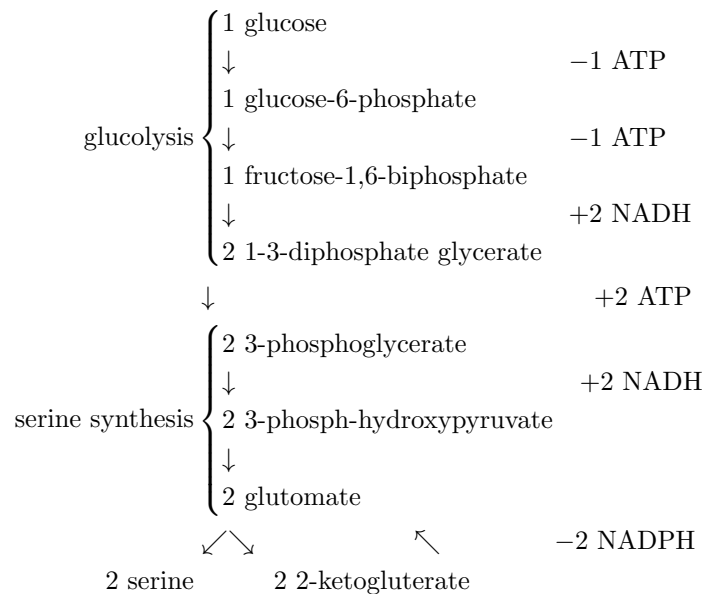 1 glucose
↓ −1 ATP
1 glucose-6-phosphate
glucolysis ↓ −1 ATP
1 fructose-1,6-biphosphate
↓ +2 NADH
2 1-3-diphosphate glycerate
↓ +2 ATP
2 3-phosphoglycerate
↓ +2 NADH
serine synthesis 2 3-phosph-hydroxypyruvate
↓
2 glutomate
↙ ↘ ↖ −2 NADPH
2 serine 2 2-ketogluterate